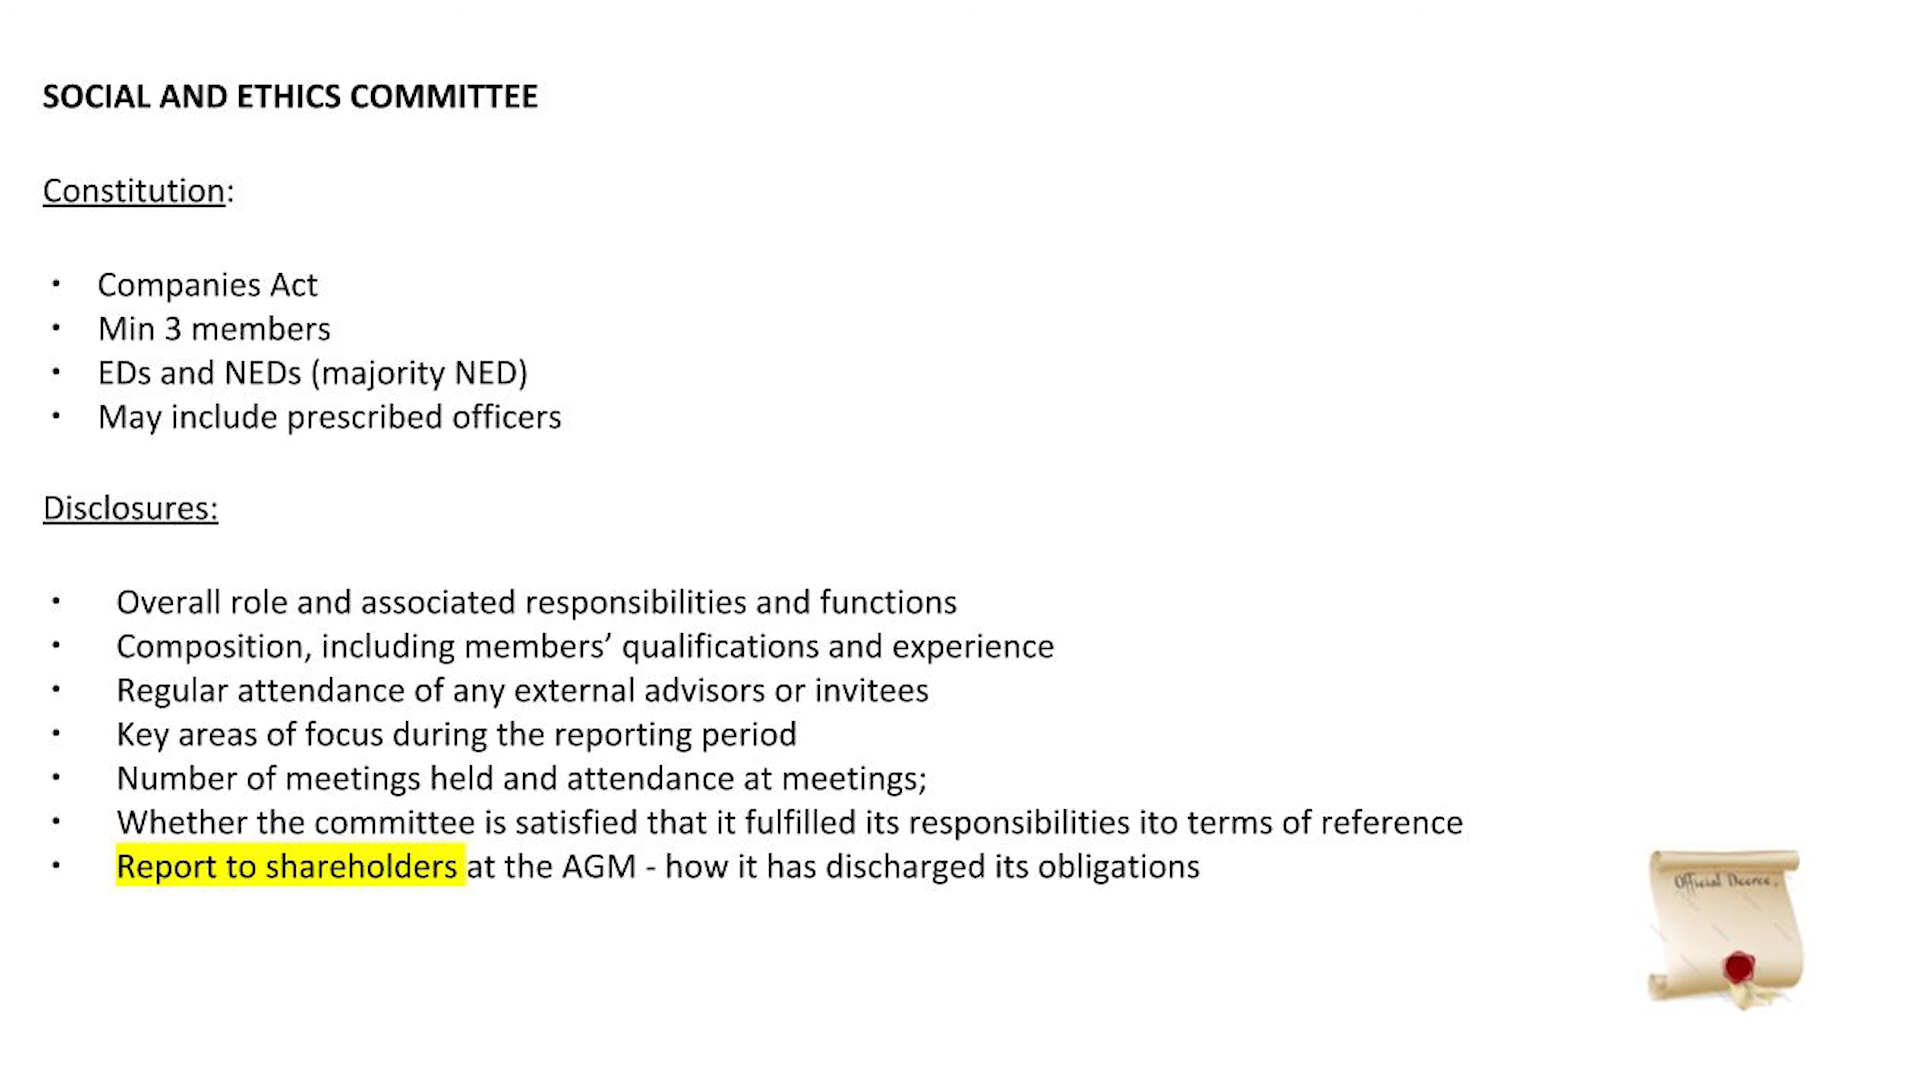 SOCIAL AND ETHICS COMMITTEE
Constitution:
• Companies Act
• Min 3 members
• EDs and NEDs (majority NED)
• May include prescribed officers
Disclosures:
• Overall role and associated responsibilities and functions
• Composition, including members’ qualifications and experience
• Regular attendance of any external advisors or invitees
• Key areas of focus during the reporting period
• Number of meetings held and attendance at meetings;
• Whether the committee is satisfied that it fulfilled its responsibilities ito terms of reference
• Report to shareholders at the AGM - how it has discharged its obligations
Official Decree.